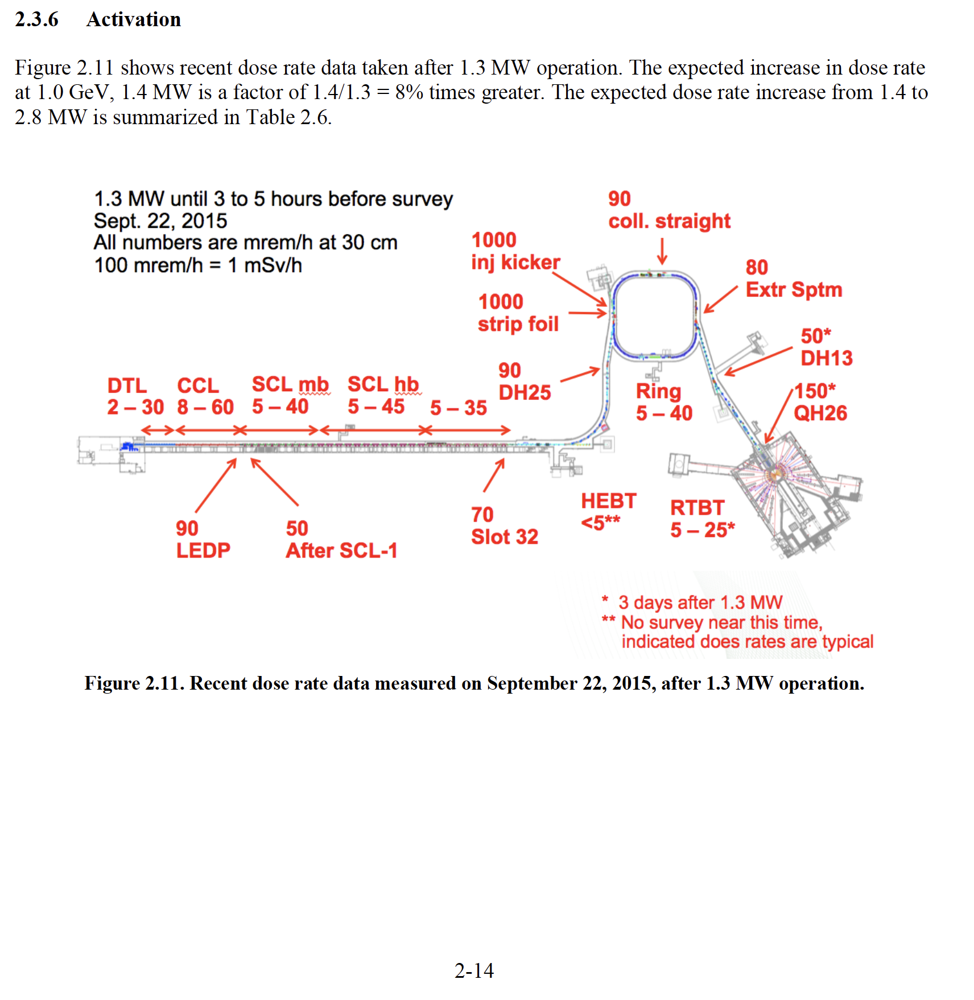 2.3.6 Activation
Figure 2.11 shows recent dose rate data taken after 1.3 MW operation. The expected increase in dose rate
at 1.0 GeV, 1.4 MW is a factor of 1.4/1.3 = 8% times greater. The expected dose rate increase from 1.4 to
2.8 MW is summarized in Table 2.6.
1.3 MW until 3 to 5 hours before survey
Sept. 22, 2015
All numbers are mrem/h at 30 cm
100 mrem/h = 1 mSv/h
90
coll. straight
1000
inj kicker
80
Extr Sptm
1000
strip foil
50*
DH13
90
DH25
DTL
2 – 30
CCL
8 – 60
SCL mb
5 – 40
SCL hb
5 – 45
5 – 35
Ring
5 – 40
150*
QH26
90
LEDP
50
After SCL-1
70
Slot 32
HEBT
<5**
RTBT
5 – 25*
* 3 days after 1.3 MW
** No survey near this time,
indicated does rates are typical
Figure 2.11. Recent dose rate data measured on September 22, 2015, after 1.3 MW operation.
2-14